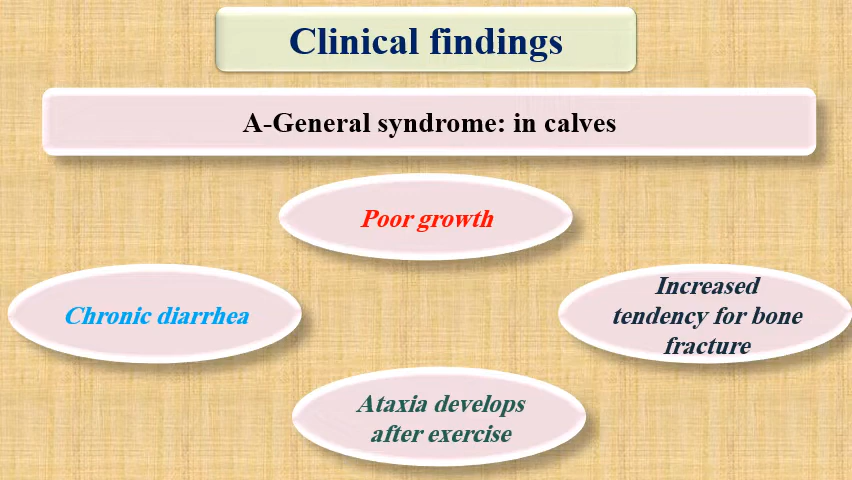 Clinical findings
A-General syndrome: in calves
Poor growth
Chronic diarrhea
Increased
tendency for bone
fracture
Ataxia develops
after exercise